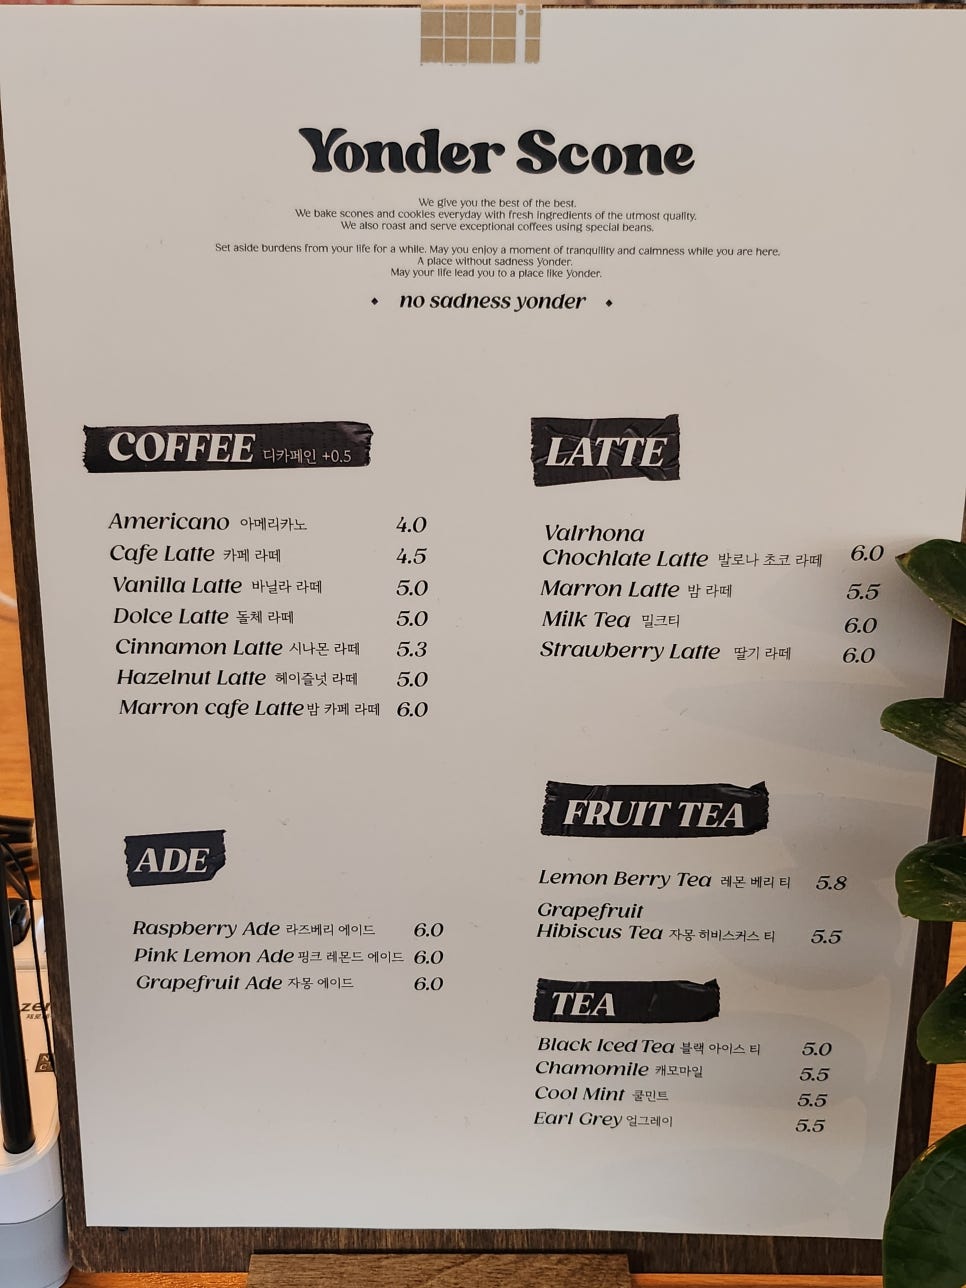 Yonder Scone
We give you the best of the best.
We bake scones and cookies everyday with fresh ingredients of the utmost quality.
We also roast and serve exceptional coffees using special beans.
Set aside burdens from your life for a while. May you enjoy a moment of tranquility and calmness while you are here.
A place without sadness Yonder.
May your life lead you to a place like Yonder.
no sadness yonder
COFFEE 디카페인 +0.5
Americano 아메리카노 4.0
Cafe Latte 카페 라떼 4.5
Vanilla Latte 바닐라 라떼 5.0
Dolce Latte 돌체 라떼 5.0
Cinnamon Latte 시나몬 라떼 5.3
Hazelnut Latte 헤이즐넛 라떼 5.0
Marron cafe Latte 밤 카페 라떼 6.0
LATTE
Valrhona
Chochlate Latte 발로나 초코 라떼 6.0
Marron Latte 밤 라떼 5.5
Milk Tea 밀크티 6.0
Strawberry Latte 딸기 라떼 6.0
ADE
Raspberry Ade 라즈베리 에이드 6.0
Pink Lemon Ade 핑크 레몬드 에이드 6.0
Grapefruit Ade 자몽 에이드 6.0
FRUIT TEA
Lemon Berry Tea 레몬 베리 티 5.8
Grapefruit
Hibiscus Tea 자몽 히비스커스 티 5.5
TEA
Black Iced Tea 블랙 아이스 티 5.0
Chamomile 캐모마일 5.5
Cool Mint 쿨민트 5.5
Earl Grey 얼그레이 5.5